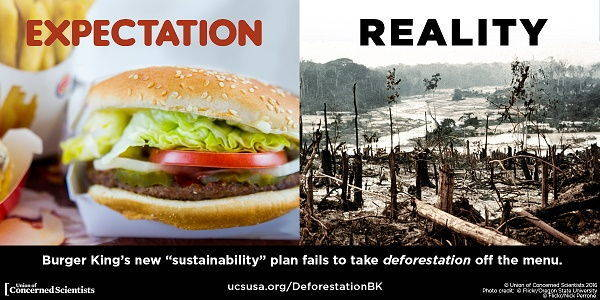 EXPECTATION
REALITY
Burger King's new "sustainability" plan fails to take deforestation off the menu.
Union of
Concerned Scientists
ucsusa.org/DeforestationBK
© Union of Concerned Scientists 2016
Photo credit: © Flickr/Oregon State University
© Flickr/Nick Perrone